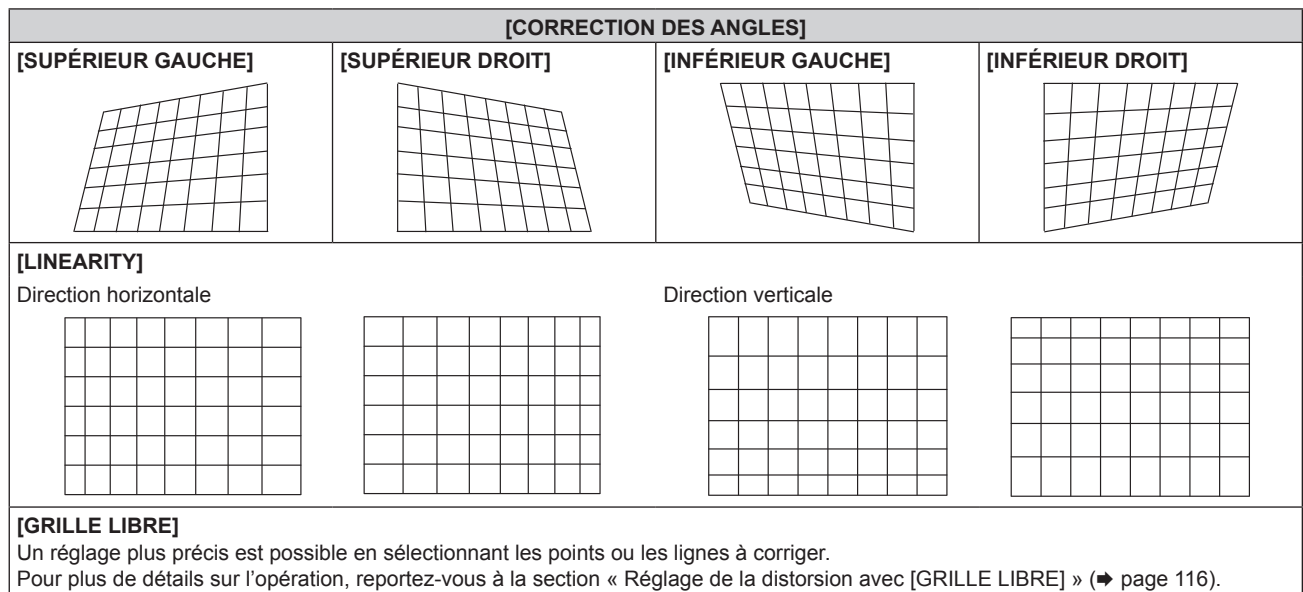 [CORRECTION DES ANGLES]
[SUPÉRIEUR GAUCHE] [SUPÉRIEUR DROIT] [INFÉRIEUR GAUCHE] [INFÉRIEUR DROIT]
[LINEARITY]
Direction horizontale Direction verticale
[GRILLE LIBRE]
Un réglage plus précis est possible en sélectionnant les points ou les lignes à corriger.
Pour plus de détails sur l’opération, reportez-vous à la section « Réglage de la distorsion avec [GRILLE LIBRE] » (➡ page 116).